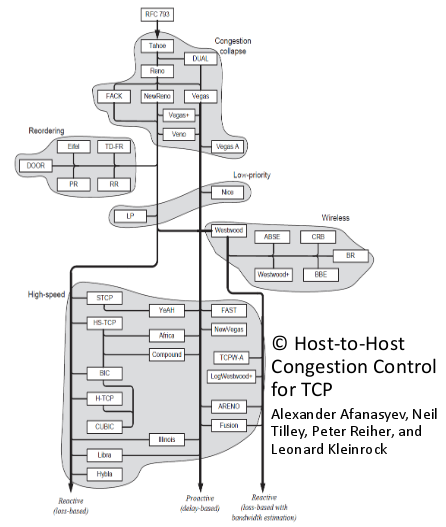 RFC 793
Tahoe
Congestion
collapse
DUAL
Reno
FACK
NewReno
Vegas
Vegas+
Veno
Vegas A
Reordering
Eifel
TD-FR
DOOR
PR
RR
Low-priority
Nice
LP
Wireless
Westwood
ABSE
CRB
BR
Westwood+
BBE
High-speed
STCP
YeAH
FAST
HS-TCP
NewVegas
Africa
Compound
TCPW-A
BIC
LogWestwood+
H-TCP
ARENO
CUBIC
Fusion
Illinois
Libra
Hybla
© Host-to-Host
Congestion Control
for TCP
Alexander Afanasyev, Neil
Tilley, Peter Reiher, and
Leonard Kleinrock
Reactive
(loss-based)
Proactive
(delay-based)
Reactive
(loss-based with
bandwidth estimation)